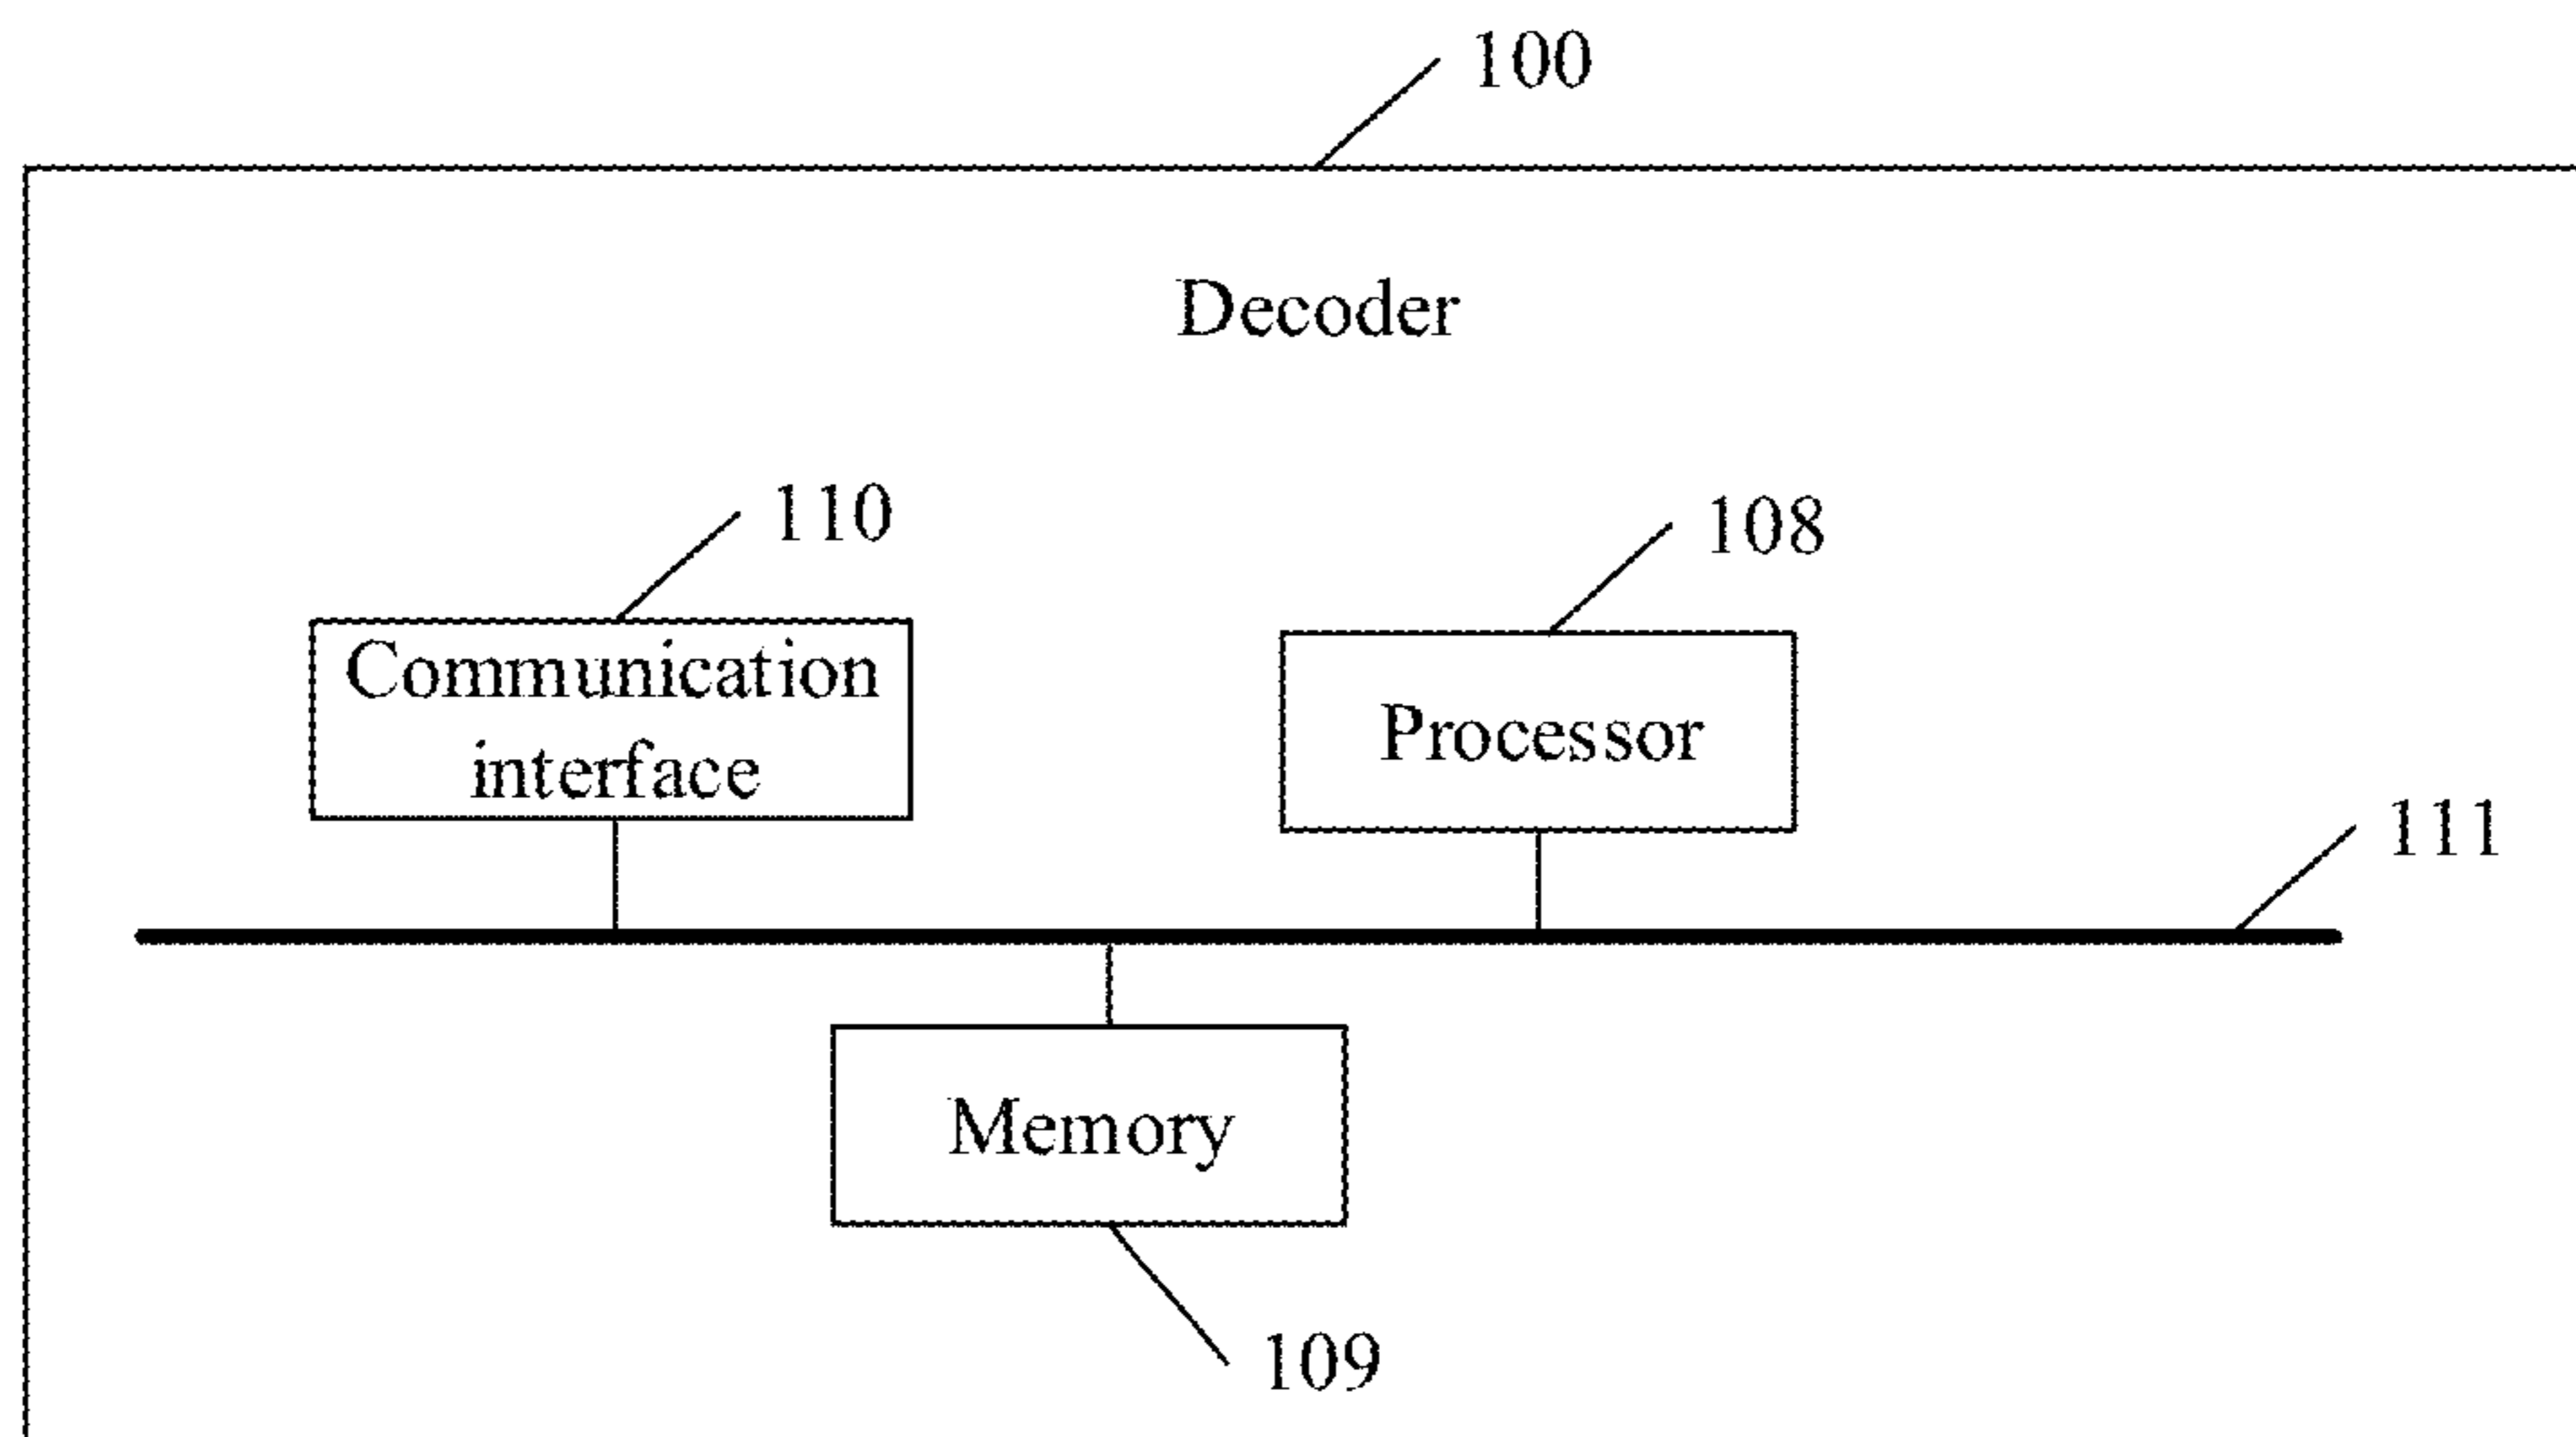 100
Decoder
110
108
Communication
interface
Processor
111
Memory
109